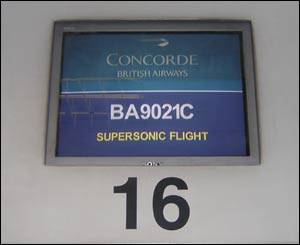 CONCORDE
BRITISH AIRWAYS
BA9021C
SUPERSONIC FLIGHT
16